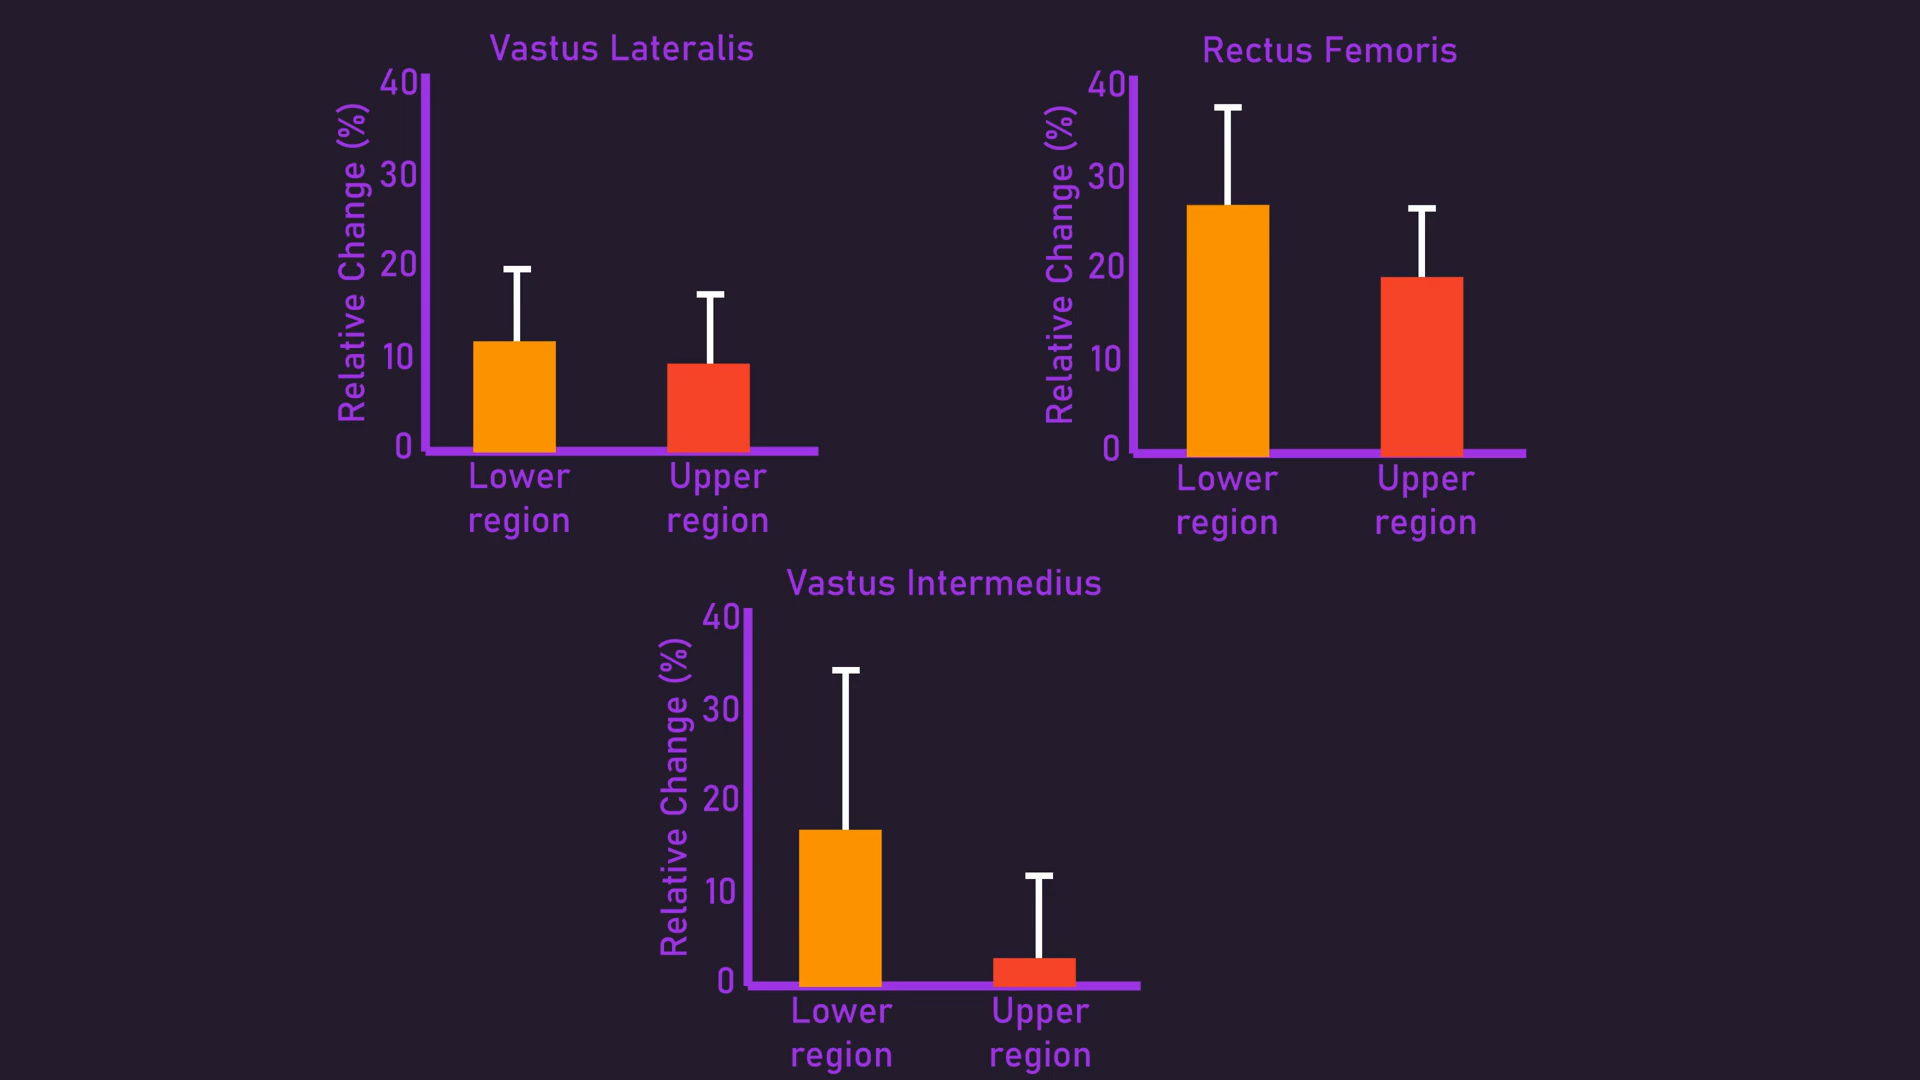 Vastus Lateralis
Relative Change (%)
40
30
20
10
0
Lower
region
Upper
region
Rectus Femoris
Relative Change (%)
40
30
20
10
0
Lower
region
Upper
region
Vastus Intermedius
Relative Change (%)
40
30
20
10
0
Lower
region
Upper
region